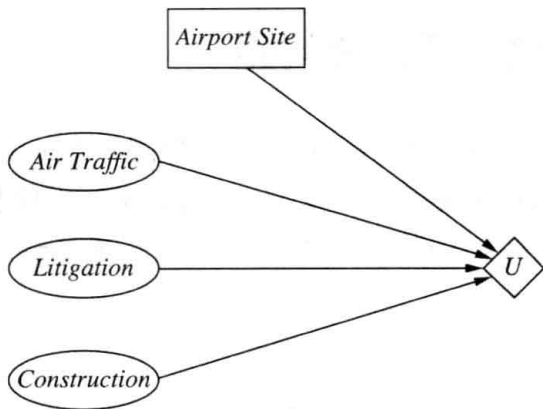 Airport Site
Air Traffic
Litigation
U
Construction